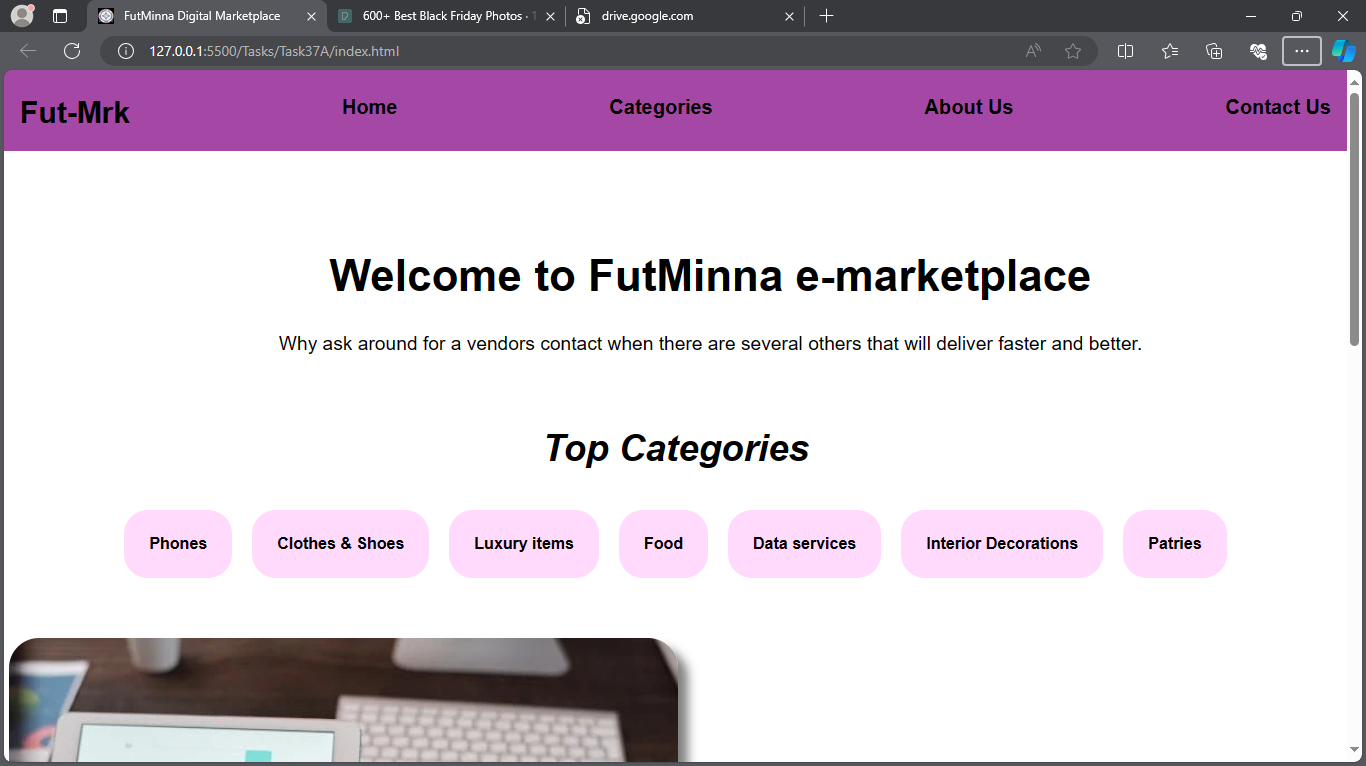 FutMinna Digital Marketplace
600+ Best Black Friday Photos ·
drive.google.com
127.0.0.1:5500/Tasks/Task37A/index.html
Fut-Mrk
Home
Categories
About Us
Contact Us
Welcome to FutMinna e-marketplace
Why ask around for a vendors contact when there are several others that will deliver faster and better.
Top Categories
Phones
Clothes & Shoes
Luxury items
Food
Data services
Interior Decorations
Patries